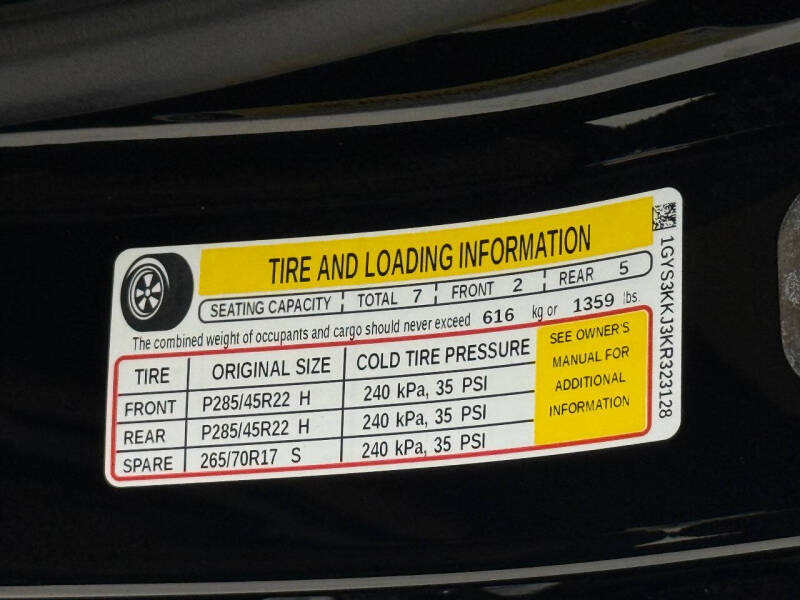 TIRE AND LOADING INFORMATION
SEATING CAPACITY TOTAL 7 FRONT 2 REAR 5
The combined weight of occupants and cargo should never exceed 616 kg or 1359 lbs.
TIRE ORIGINAL SIZE COLD TIRE PRESSURE
FRONT P285/45R22 H 240 kPa, 35 PSI
REAR P285/45R22 H 240 kPa, 35 PSI
SPARE 265/70R17 S 240 kPa, 35 PSI
SEE OWNER'S
MANUAL FOR
ADDITIONAL
INFORMATION
1GYS3KKJ3KR323128